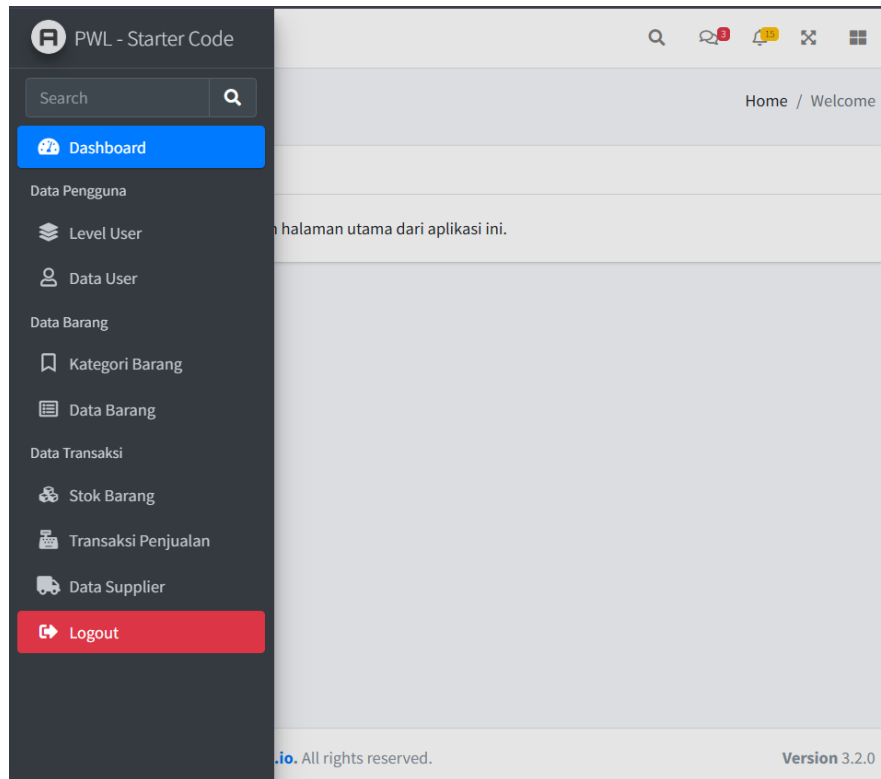 PWL - Starter Code
3
15
Search
Home / Welcome
Dashboard
Data Pengguna
halaman utama dari aplikasi ini.
Level User
Data User
Data Barang
Kategori Barang
Data Barang
Data Transaksi
Stok Barang
Transaksi Penjualan
Data Supplier
Logout
.io. All rights reserved.
Version 3.2.0